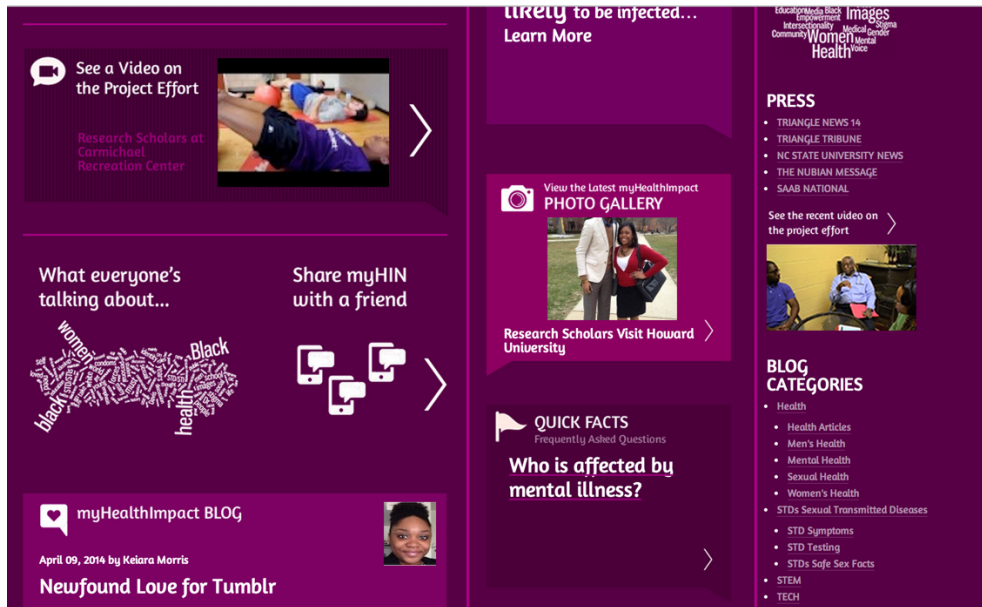 See a Video on
the Project Effort
Research Scholars at
Carmichael
Recreation Center
What everyone's
talking about...
women
Black
black
health
Share myHIN
with a friend
myHealthImpact BLOG
April 09, 2014 by Keiara Morris
Newfound Love for Tumblr
likely to be infected...
Learn More
View the Latest myHealthImpact
PHOTO GALLERY
Research Scholars Visit Howard
University
QUICK FACTS
Frequently Asked Questions
Who is affected by
mental illness?
Education Media Black
Empowerment Images
Intersectionality Medical Stigma
Community Women Gender
Mental
Health Voice
PRESS
TRIANGLE NEWS 14
TRIANGLE TRIBUNE
NC STATE UNIVERSITY NEWS
THE NUBIAN MESSAGE
SAAB NATIONAL
See the recent video on
the project effort
BLOG
CATEGORIES
Health
Health Articles
Men's Health
Mental Health
Sexual Health
Women's Health
STDs Sexual Transmitted Diseases
STD Symptoms
STD Testing
STDs Safe Sex Facts
STEM
TECH